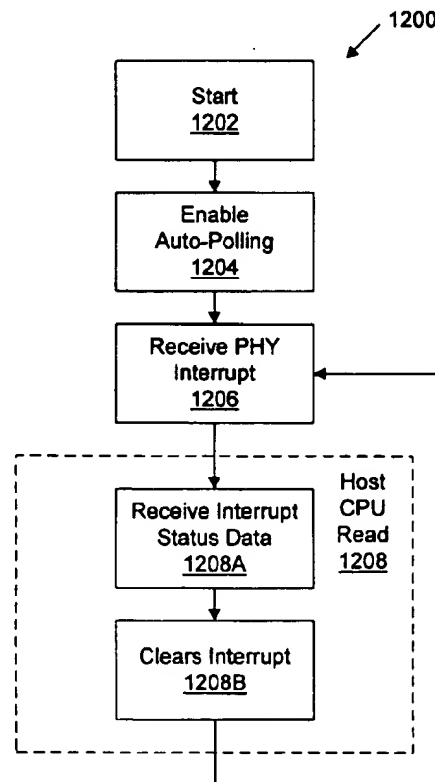 1200
Start
1202
Enable
Auto-Polling
1204
Receive PHY
Interrupt
1206
Host
CPU
Read
1208
Receive Interrupt
Status Data
1208A
Clears Interrupt
1208B